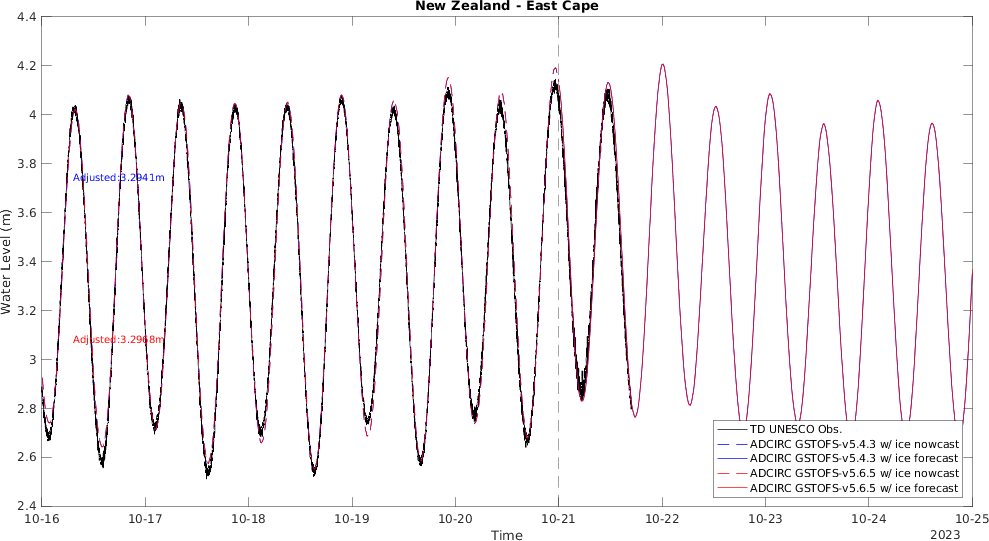 New Zealand - East Cape
4.4
4.2
4
3.8
3.6
3.4
3.2
3
2.8
2.6
2.4
Water Level (m)
Adjusted:3.2941m
Adjusted:3.2968m
TD UNESCO Obs.
ADCIRC GSTOFS-v5.4.3 w/ ice nowcast
ADCIRC GSTOFS-v5.4.3 w/ ice forecast
ADCIRC GSTOFS-v5.6.5 w/ ice nowcast
ADCIRC GSTOFS-v5.6.5 w/ ice forecast
10-16 10-17 10-18 10-19 10-20 10-21 10-22 10-23 10-24 10-25
Time
2023